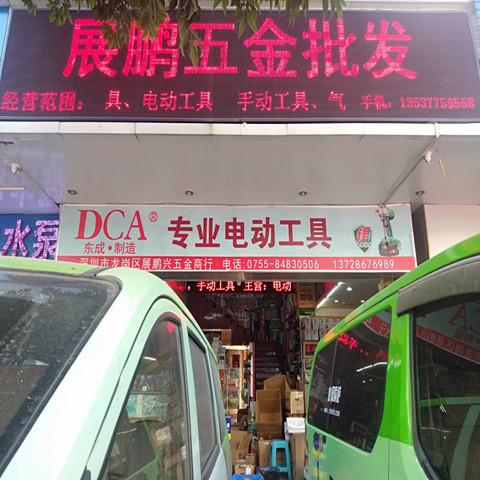 展鹏五金批发
经营范围: 具、电动工具 手动工具、气 手机:13537759568
水泵
DCA® 专业电动工具
东成·制造
深圳市龙岗区展鹏兴五金商行 电话:0755-84830506 13728676989
,手动工具 主营:电动